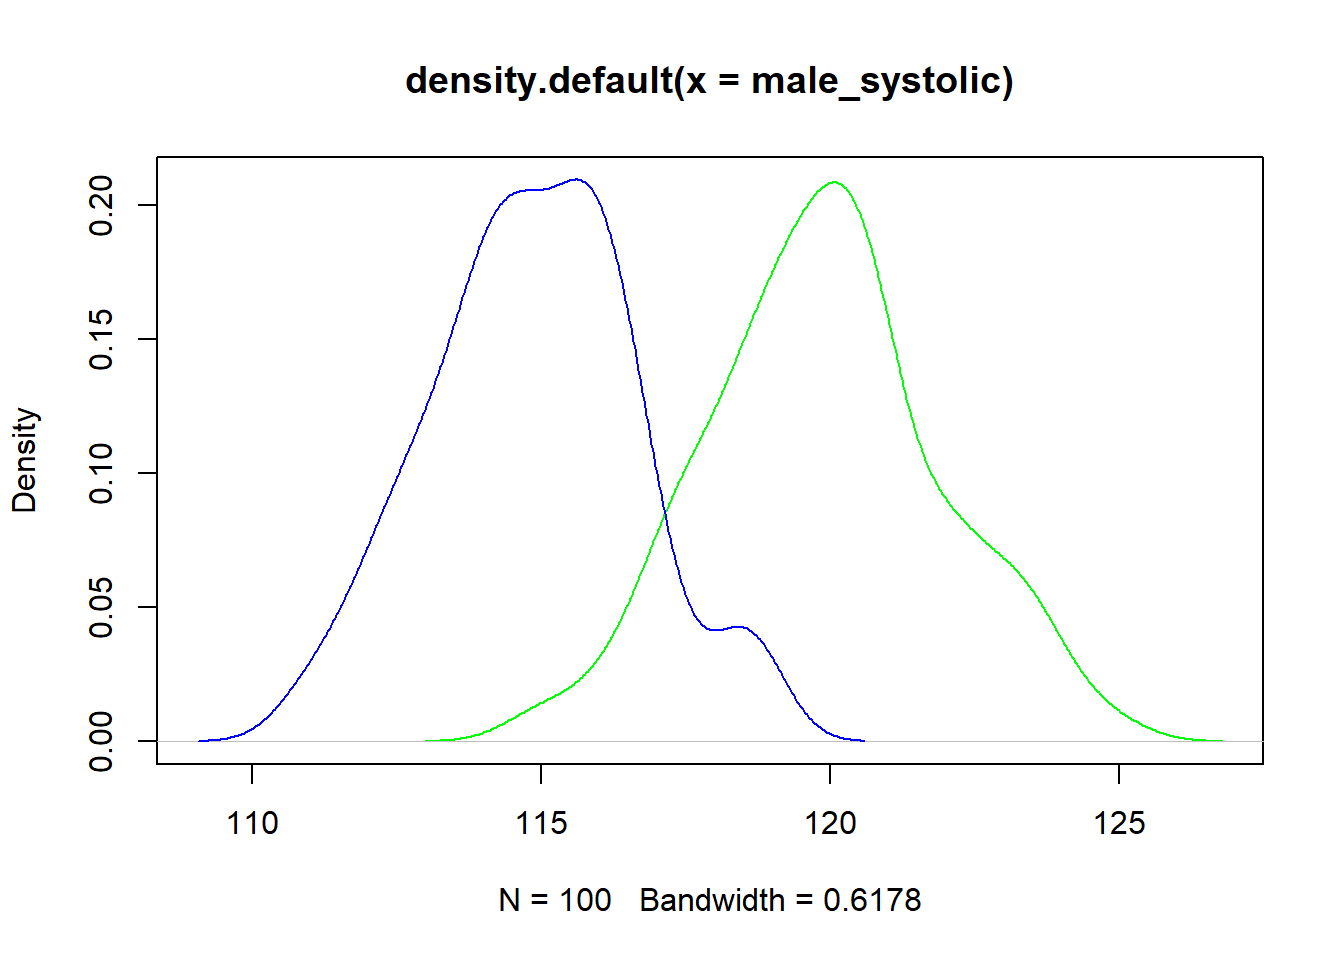 density.default(x = male_systolic)
Density
0.20
0.15
0.10
0.05
0.00
110 115 120 125
N = 100 Bandwidth = 0.6178